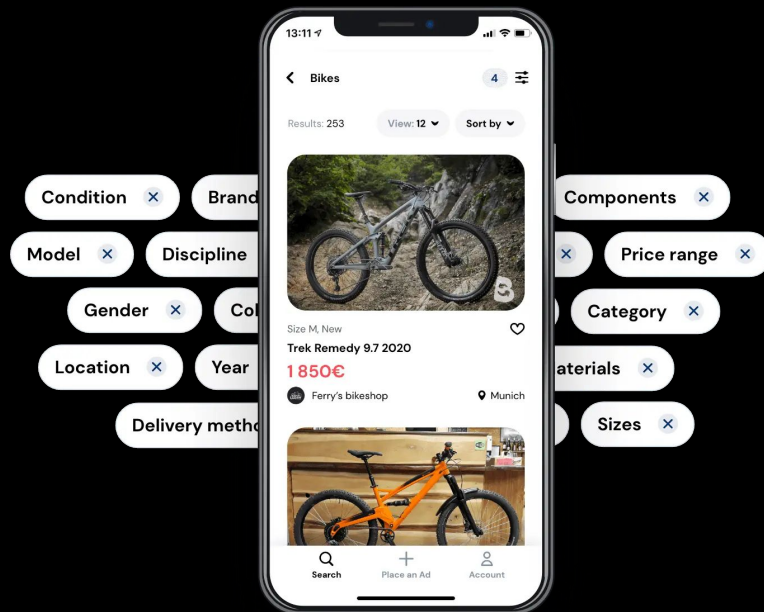 13:11
Bikes
4
Results: 253
View: 12
Sort by
Condition
Brand
Components
Model
Discipline
Price range
Gender
Col
Category
Size M, New
Trek Remedy 9.7 2020
1 850€
Location
Year
aterials
Ferry's bikeshop
Munich
Delivery metho
Sizes
Search
Place an Ad
Account